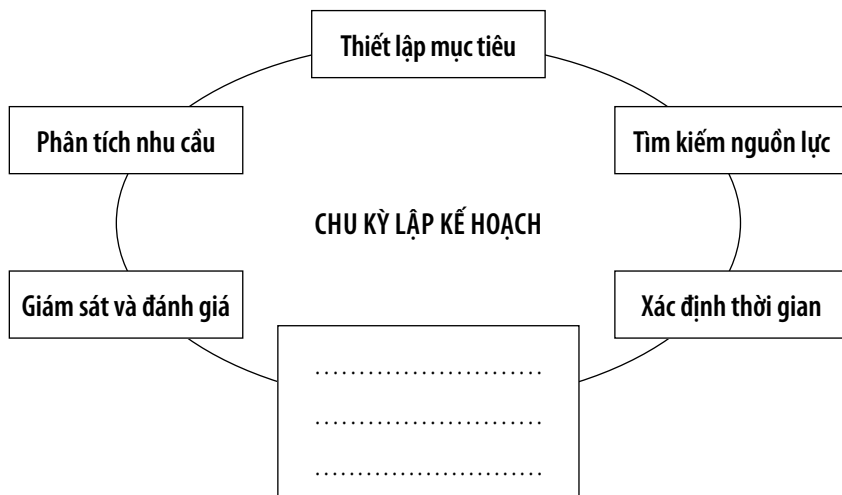 Thiết lập mục tiêu
Phân tích nhu cầu
Tìm kiếm nguồn lực
CHU KỲ LẬP KẾ HOẠCH
Giám sát và đánh giá
Xác định thời gian
..........................
..........................
..........................